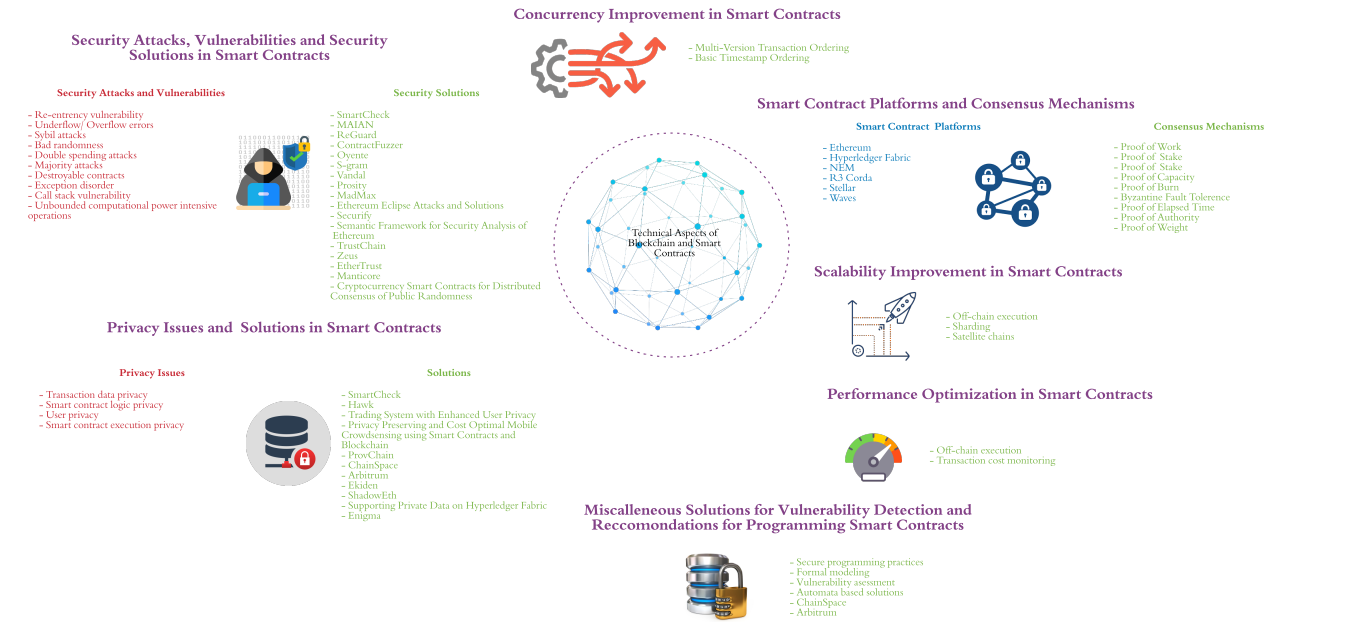 Concurrency Improvement in Smart Contracts
- Multi-Version Transaction Ordering
- Basic Timestamp Ordering
Security Attacks, Vulnerabilities and Security
Solutions in Smart Contracts
Security Attacks and Vulnerabilities
- Re-entrency vulnerability
- Underflow/ Overflow errors
- Sybil attacks
- Bad randomness
- Double spending attacks
- Majority attacks
- Destroyable contracts
- Exception disorder
- Call stack vulnerability
- Unbounded computational power intensive
operations
Security Solutions
- SmartCheck
- MAIAN
- ReGuard
- ContractFuzzer
- Oyente
- S-gram
- Vandal
- Prosity
- MadMax
- Ethereum Eclipse Attacks and Solutions
- Securify
- Semantic Framework for Security Analysis of
Ethereum
- TrustChain
- Zeus
- EtherTrust
- Manticore
- Cryptocurrency Smart Contracts for Distributed
Consensus of Public Randomness
Technical Aspects of
Blockchain and Smart
Contracts
Smart Contract Platforms and Consensus Mechanisms
Smart Contract Platforms
- Ethereum
- Hyperledger Fabric
- NEM
- R3 Corda
- Stellar
- Waves
Consensus Mechanisms
- Proof of Work
- Proof of Stake
- Proof of Stake
- Proof of Capacity
- Proof of Burn
- Byzantine Fault Tolerence
- Proof of Elapsed Time
- Proof of Authority
- Proof of Weight
Scalability Improvement in Smart Contracts
- Off-chain execution
- Sharding
- Satellite chains
Privacy Issues and Solutions in Smart Contracts
Privacy Issues
- Transaction data privacy
- Smart contract logic privacy
- User privacy
- Smart contract execution privacy
Solutions
- SmartCheck
- Hawk
- Trading System with Enhanced User Privacy
- Privacy Preserving and Cost Optimal Mobile
Crowdsensing using Smart Contracts and
Blockchain
- ProvChain
- ChainSpace
- Arbitrum
- Ekiden
- ShadowEth
- Supporting Private Data on Hyperledger Fabric
- Enigma
Performance Optimization in Smart Contracts
- Off-chain execution
- Transaction cost monitoring
Miscalleneous Solutions for Vulnerability Detection and
Reccomondations for Programming Smart Contracts
- Secure programming practices
- Formal modeling
- Vulnerability asessment
- Automata based solutions
- ChainSpace
- Arbitrum